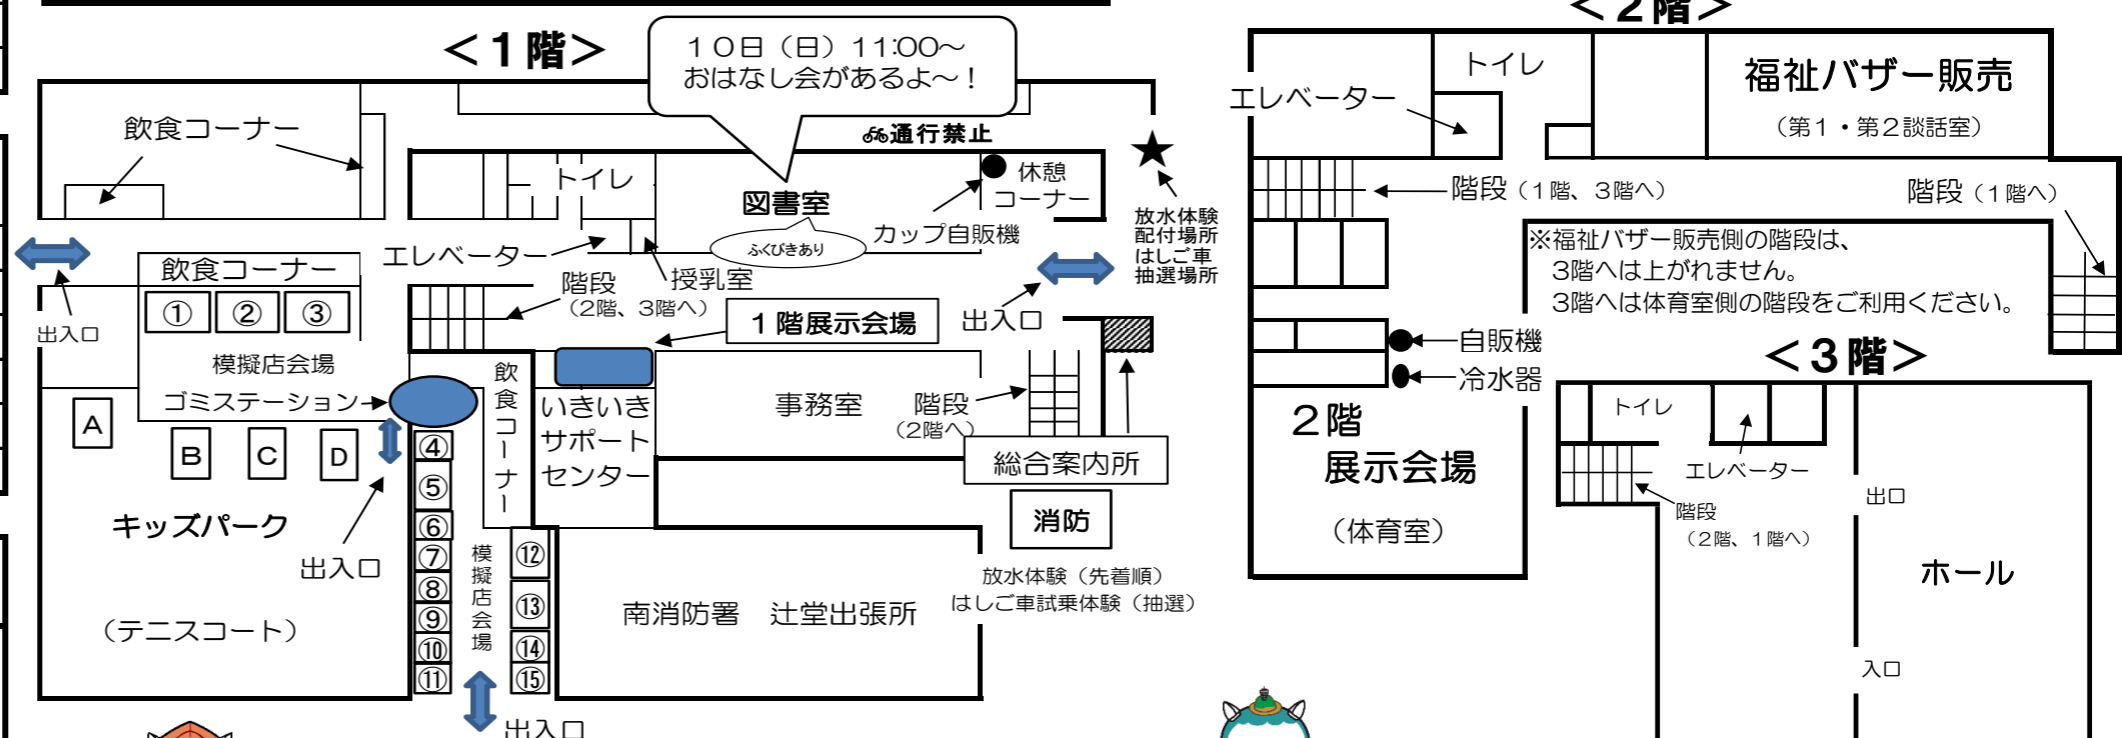 ＜１階＞
１０日（日）11:00～
おはなし会があるよ～！
飲食コーナー
通行禁止
トイレ
図書室
ふくびきあり
休憩
コーナー
カップ自販機
放水体験
配付場所
はしご車
抽選場所
エレベーター
授乳室
階段
（2階、3階へ）
１階展示会場
出入口
出入口
飲食コーナー
①
②
③
模擬店会場
ゴミステーション
A
B
C
D
キッズパーク
（テニスコート）
出入口
④
⑤
⑥
⑦
⑧
⑨
⑩
⑪
飲食コーナー
模擬店会場
⑫
⑬
⑭
⑮
出入口
いきいき
サポート
センター
事務室
階段
（2階へ）
総合案内所
消防
放水体験（先着順）
はしご車試乗体験（抽選）
南消防署　辻堂出張所
＜２階＞
エレベーター
トイレ
福祉バザー販売
（第１・第２談話室）
階段（１階、３階へ）
階段（１階へ）
※福祉バザー販売側の階段は、
3階へは上がれません。
3階へは体育室側の階段をご利用ください。
自販機
冷水器
２階
展示会場
（体育室）
＜３階＞
トイレ
エレベーター
階段
（２階、１階へ）
出口
入口
ホール